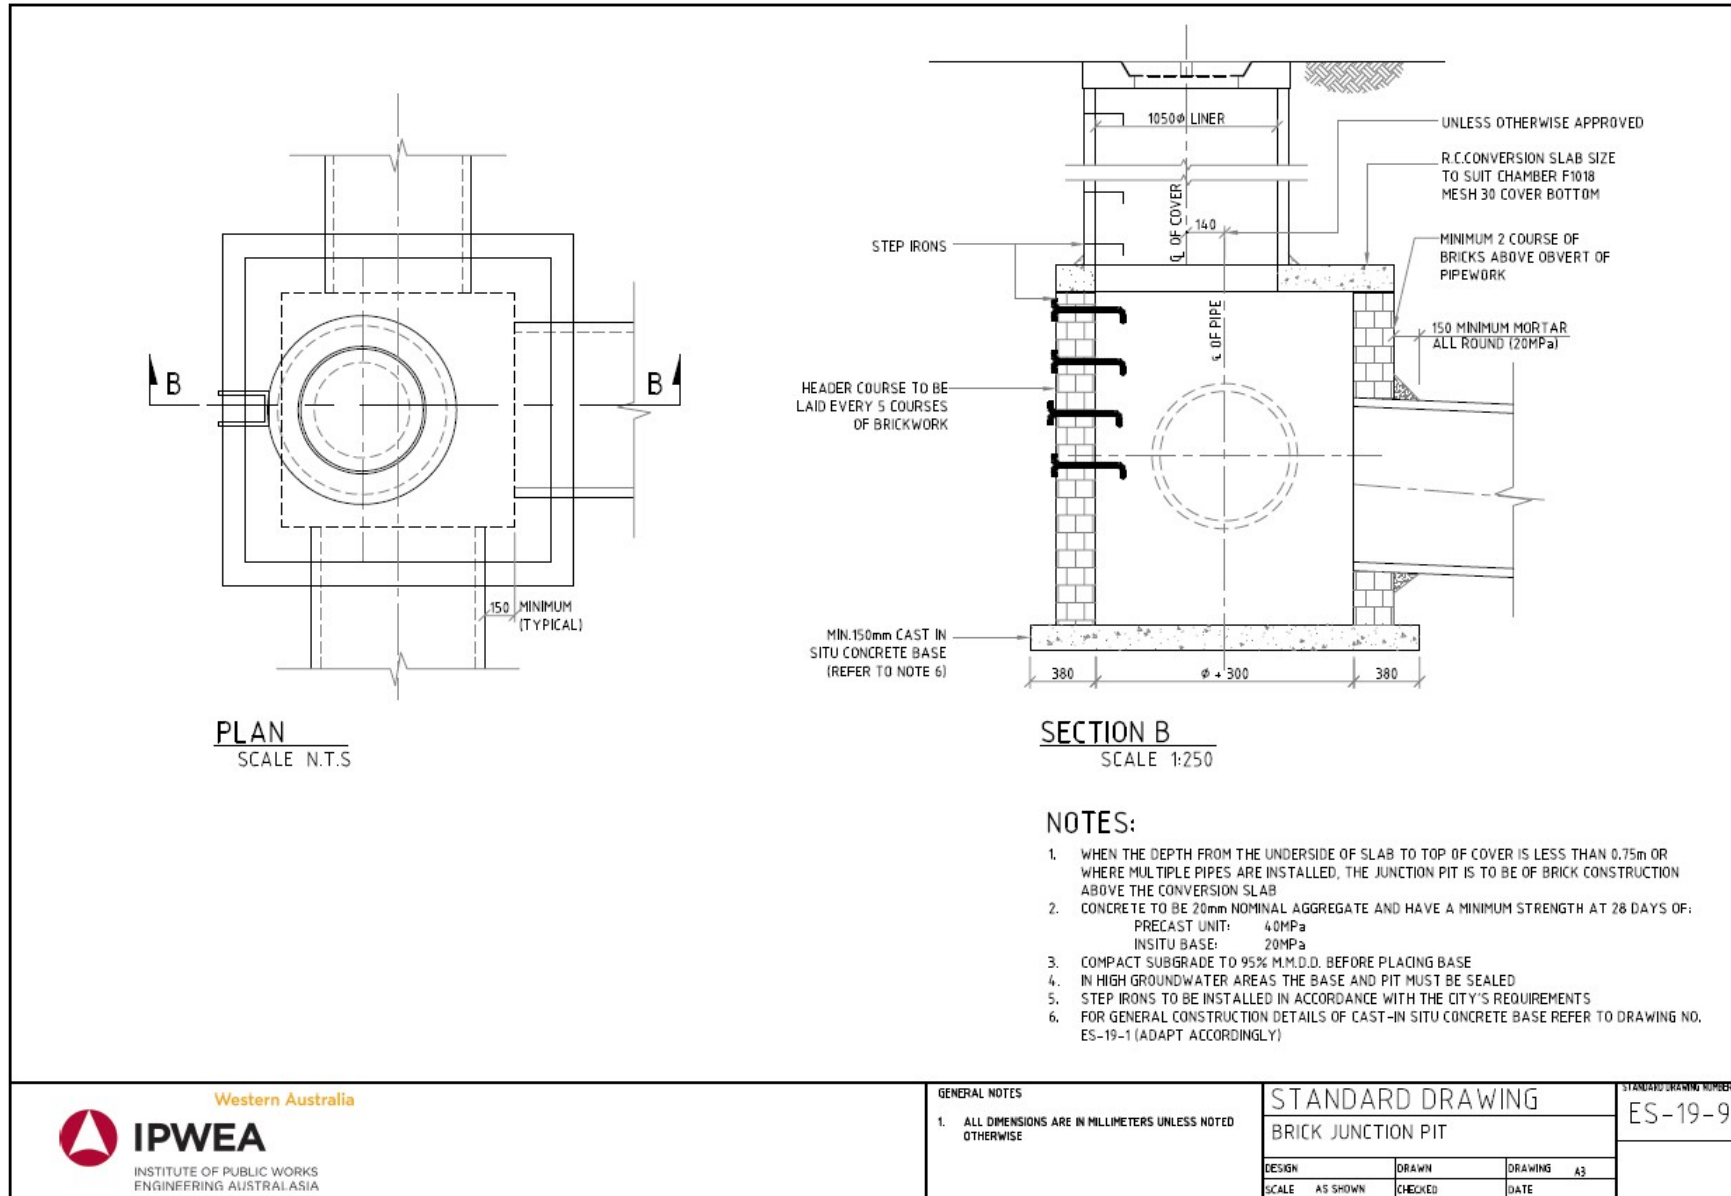 1050Ø LINER
UNLESS OTHERWISE APPROVED
R.C.CONVERSION SLAB SIZE
TO SUIT CHAMBER F1018
MESH 30 COVER BOTTOM
℄ OF COVER
140
STEP IRONS
MINIMUM 2 COURSE OF
BRICKS ABOVE OBVERT OF
PIPEWORK
℄ OF PIPE
150 MINIMUM MORTAR
ALL ROUND (20MPa)
B
B
HEADER COURSE TO BE
LAID EVERY 5 COURSES
OF BRICKWORK
150 MINIMUM
(TYPICAL)
MIN.150mm CAST IN
SITU CONCRETE BASE
(REFER TO NOTE 6)
380
Ø + 300
380
PLAN
SCALE N.T.S
SECTION B
SCALE 1:250
NOTES:
1. WHEN THE DEPTH FROM THE UNDERSIDE OF SLAB TO TOP OF COVER IS LESS THAN 0.75m OR
WHERE MULTIPLE PIPES ARE INSTALLED, THE JUNCTION PIT IS TO BE OF BRICK CONSTRUCTION
ABOVE THE CONVERSION SLAB
2. CONCRETE TO BE 20mm NOMINAL AGGREGATE AND HAVE A MINIMUM STRENGTH AT 28 DAYS OF:
PRECAST UNIT: 40MPa
INSITU BASE: 20MPa
3. COMPACT SUBGRADE TO 95% M.M.D.D. BEFORE PLACING BASE
4. IN HIGH GROUNDWATER AREAS THE BASE AND PIT MUST BE SEALED
5. STEP IRONS TO BE INSTALLED IN ACCORDANCE WITH THE CITY'S REQUIREMENTS
6. FOR GENERAL CONSTRUCTION DETAILS OF CAST-IN SITU CONCRETE BASE REFER TO DRAWING NO.
ES-19-1 (ADAPT ACCORDINGLY)
Western Australia
IPWEA
INSTITUTE OF PUBLIC WORKS
ENGINEERING AUSTRALASIA
GENERAL NOTES
1. ALL DIMENSIONS ARE IN MILLIMETERS UNLESS NOTED
OTHERWISE
STANDARD DRAWING
BRICK JUNCTION PIT
DESIGN
DRAWN
DRAWING A3
SCALE AS SHOWN
CHECKED
DATE
STANDARD DRAWING NUMBER
ES-19-9